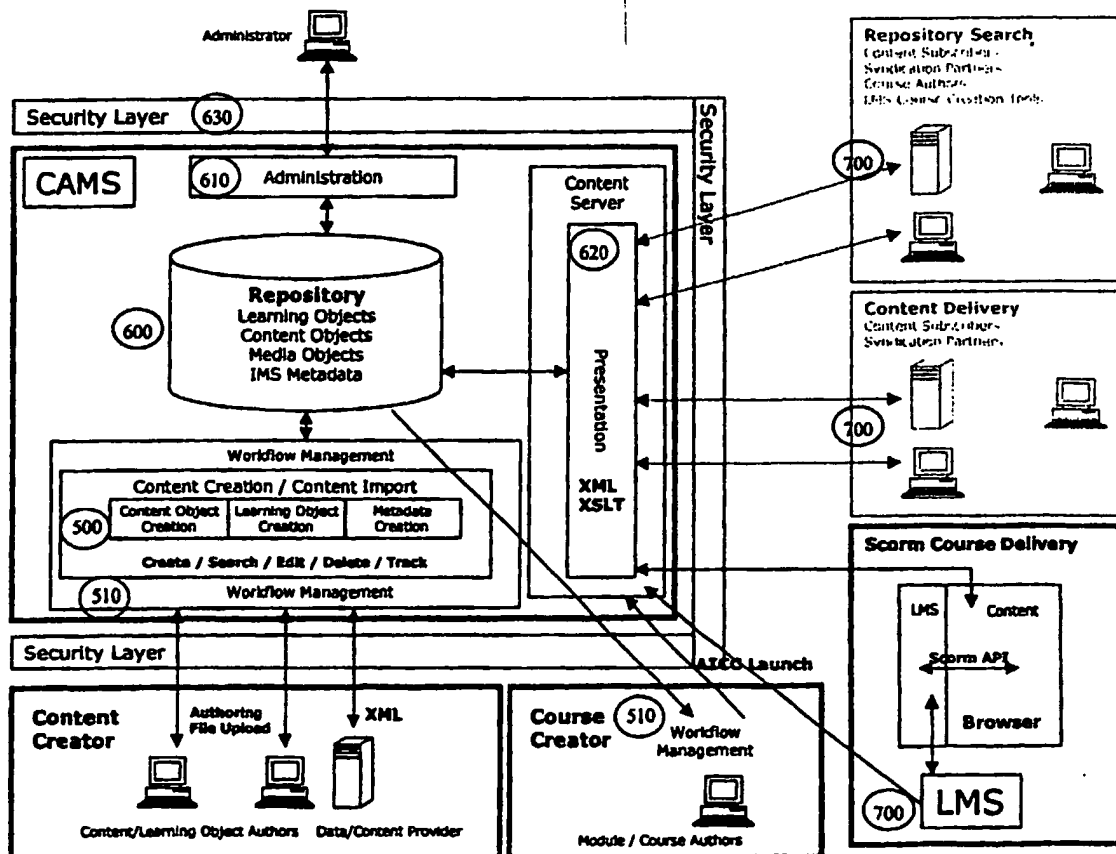 Administrator
Security Layer 630
Security Layer
CAMS
610 Administration
Content
Server
620
Presentation
XML
XSLT
600
Repository
Learning Objects
Content Objects
Media Objects
IMS Metadata
Workflow Management
Content Creation / Content Import
500
Content Object
Creation
Learning Object
Creation
Metadata
Creation
Create / Search / Edit / Delete / Track
510
Workflow Management
Security Layer
AICC Launch
Content
Creator
Authoring
File Upload
XML
Content/Learning Object Authors
Data/Content Provider
Course
Creator
510
Workflow
Management
Module / Course Authors
Repository Search
Content Subscribers
Syndication Partners
Course Authors
LMS Course Creation Tools
700
Content Delivery
Content Subscribers
Syndication Partners
700
Scorm Course Delivery
LMS
Content
Scorm API
Browser
700
LMS